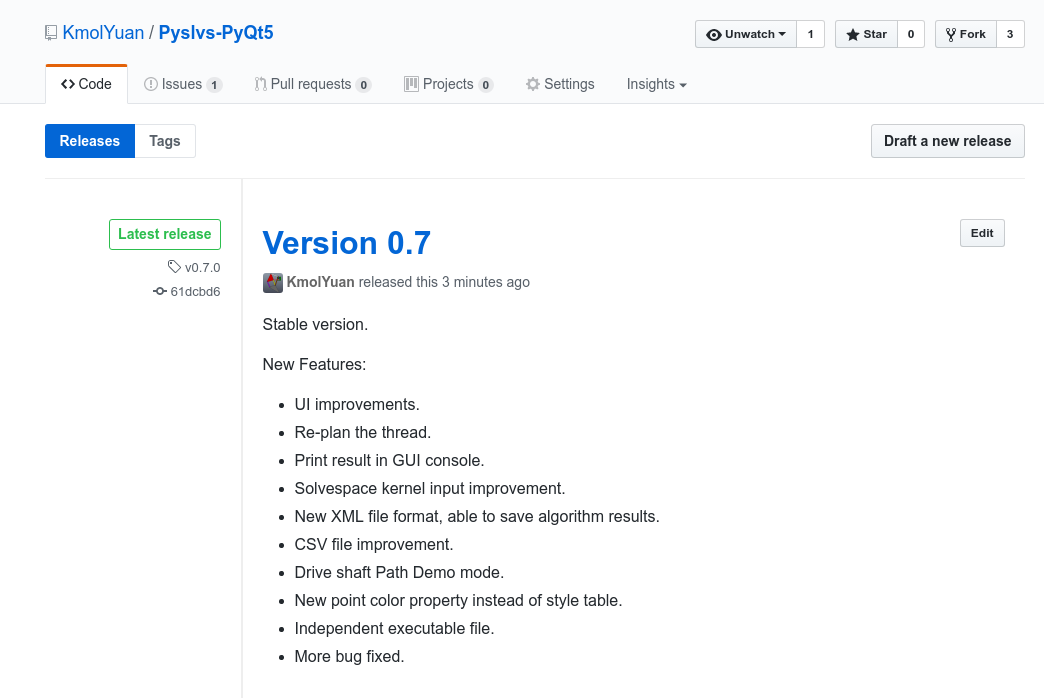 KmolYuan / Pyslvs-PyQt5
Unwatch 1 Star 0 Fork 3
Code Issues 1 Pull requests 0 Projects 0 Settings Insights
Releases Tags Draft a new release
Latest release
v0.7.0
61dcbd6
Version 0.7
Edit
KmolYuan released this 3 minutes ago
Stable version.
New Features:
UI improvements.
Re-plan the thread.
Print result in GUI console.
Solvespace kernel input improvement.
New XML file format, able to save algorithm results.
CSV file improvement.
Drive shaft Path Demo mode.
New point color property instead of style table.
Independent executable file.
More bug fixed.